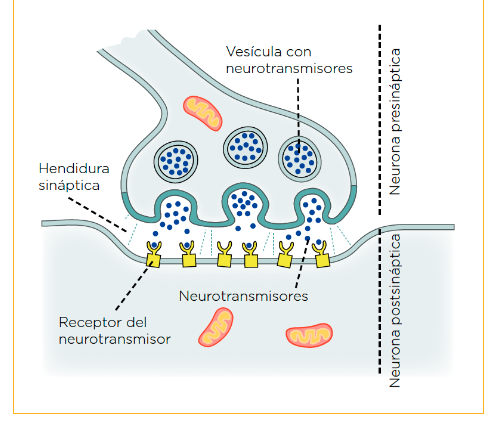 Vesícula con
neurotransmisores
Neurona presináptica
Hendidura
sináptica
Neurotransmisores
Receptor del
neurotransmisor
Neurona postsináptica